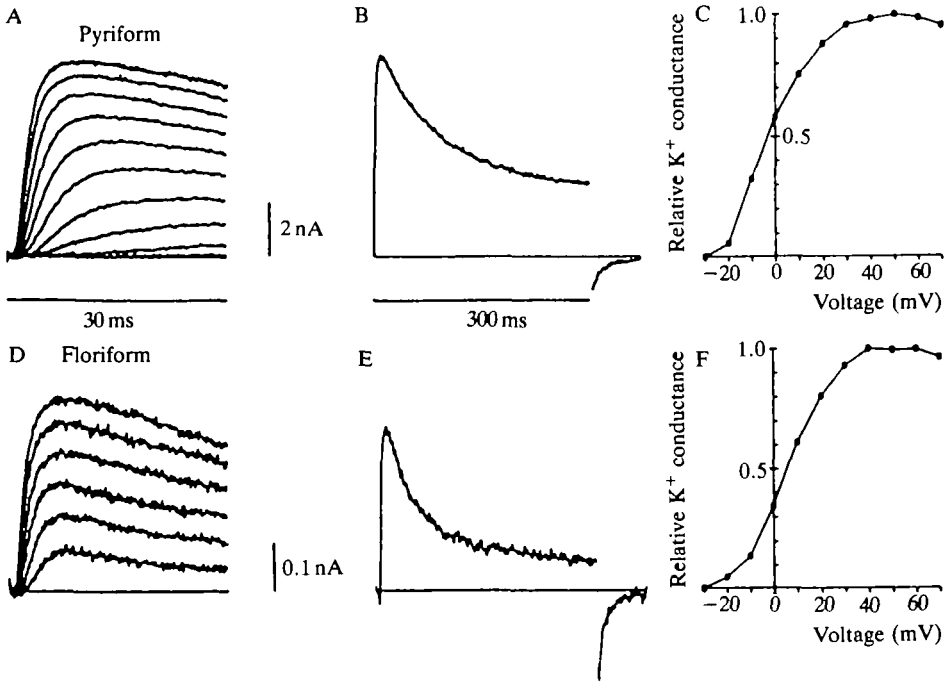 A
Pyriform
2 nA
30 ms
B
300 ms
C
Relative K⁺ conductance
1.0
0.5
−20 0 20 40 60
Voltage (mV)
D Floriform
0.1 nA
E
F
Relative K⁺ conductance
1.0
0.5
−20 0 20 40 60
Voltage (mV)